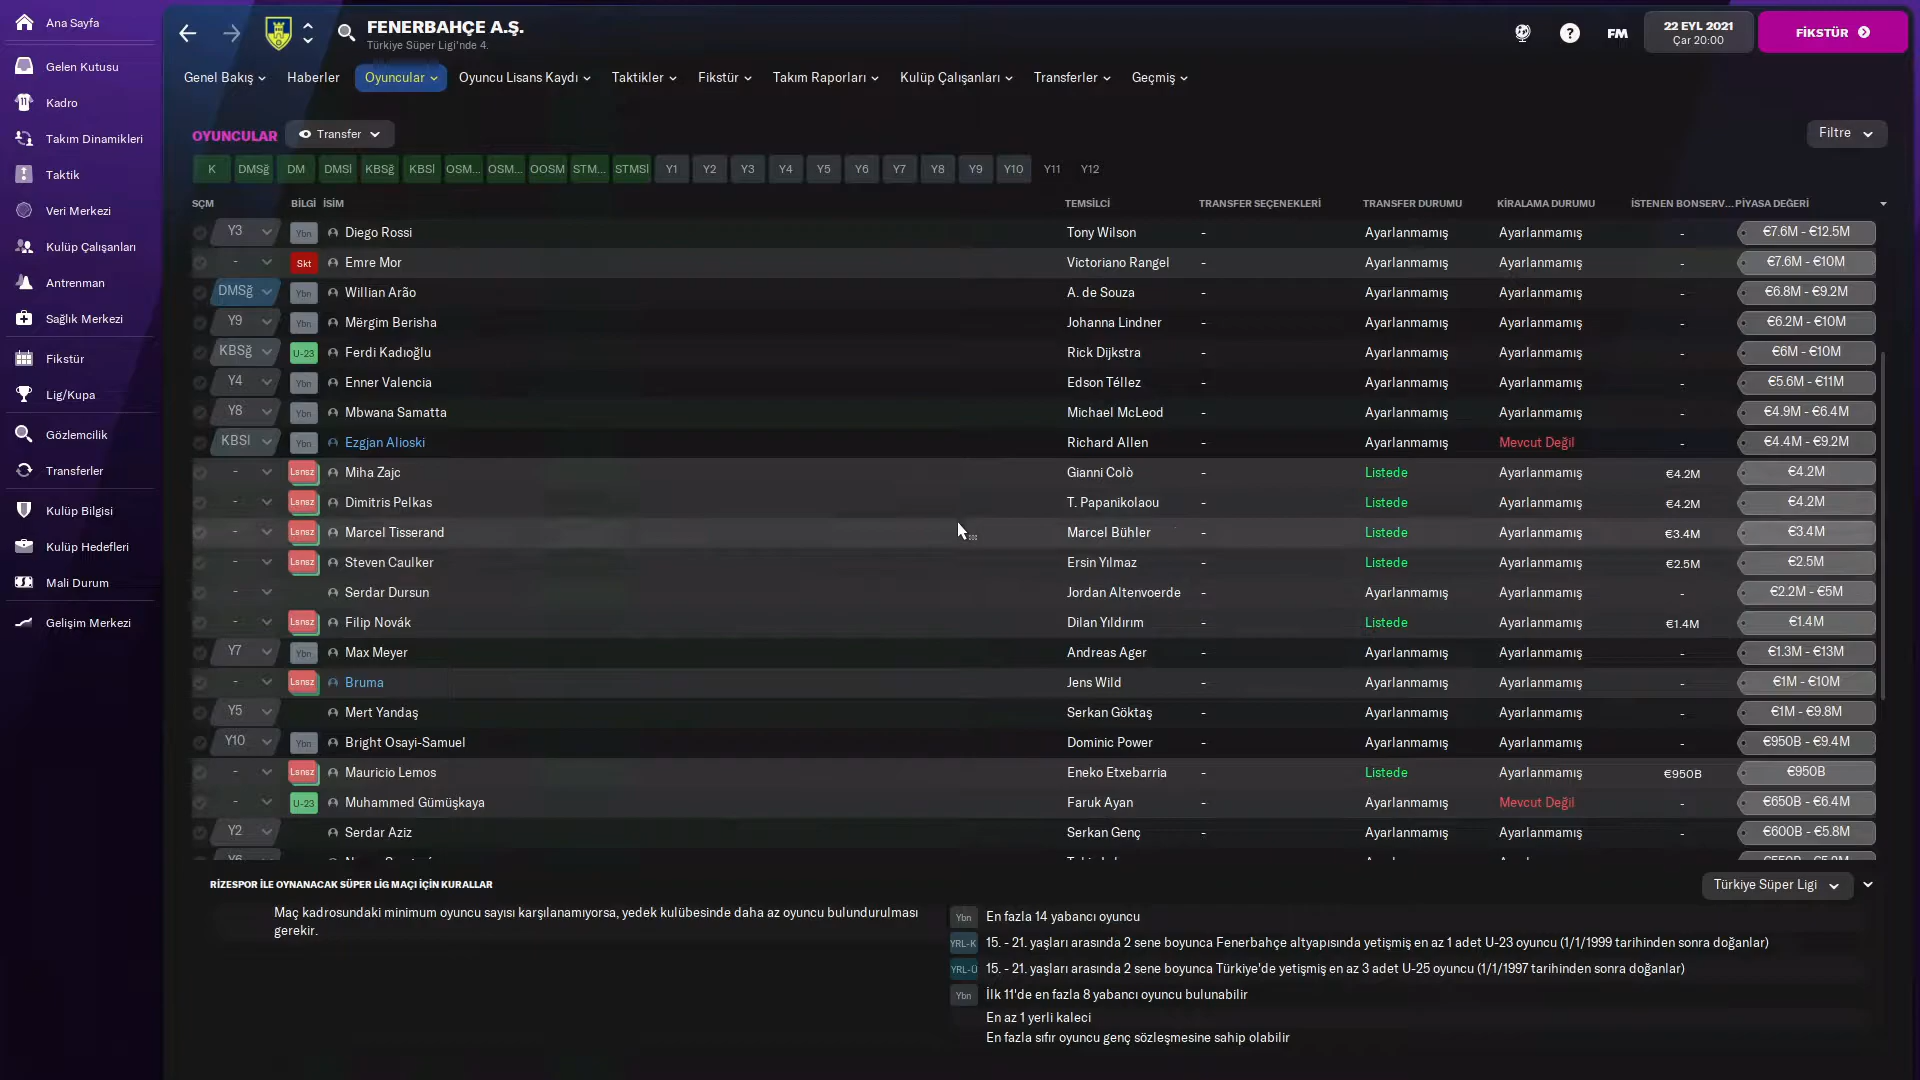 Ana Sayfa
Gelen Kutusu
Kadro
Takım Dinamikleri
Taktik
Veri Merkezi
Kulüp Çalışanları
Antrenman
Sağlık Merkezi
Fikstür
Lig/Kupa
Gözlemcilik
Transferler
Kulüp Bilgisi
Kulüp Hedefleri
Mali Durum
Gelişim Merkezi
FENERBAHÇE A.Ş.
Türkiye Süper Ligi'nde 4.
FM
22 EYL 2021
Çar 20:00
FİKSTÜR
Genel Bakış Haberler Oyuncular Oyuncu Lisans Kaydı Taktikler Fikstür Takım Raporları Kulüp Çalışanları Transferler Geçmiş
OYUNCULAR Transfer Filtre
K DMSğ DM DMSl KBSğ KBSl OSM... OSM... OOSM STM... STMSl Y1 Y2 Y3 Y4 Y5 Y6 Y7 Y8 Y9 Y10 Y11 Y12
SÇM BİLGİ İSİM TEMSİLCİ TRANSFER SEÇENEKLERİ TRANSFER DURUMU KİRALAMA DURUMU İSTENEN BONSERV... PİYASA DEĞERİ
Y3 Ybn Diego Rossi Tony Wilson - Ayarlanmamış Ayarlanmamış - €7.6M - €12.5M
- Skt Emre Mor Victoriano Rangel - Ayarlanmamış Ayarlanmamış - €7.6M - €10M
DMSğ Ybn Willian Arão A. de Souza - Ayarlanmamış Ayarlanmamış - €6.8M - €9.2M
Y9 Ybn Mërgim Berisha Johanna Lindner - Ayarlanmamış Ayarlanmamış - €6.2M - €10M
KBSğ U-23 Ferdi Kadıoğlu Rick Dijkstra - Ayarlanmamış Ayarlanmamış - €6M - €10M
Y4 Ybn Enner Valencia Edson Téllez - Ayarlanmamış Ayarlanmamış - €5.6M - €11M
Y8 Ybn Mbwana Samatta Michael McLeod - Ayarlanmamış Ayarlanmamış - €4.9M - €6.4M
KBSl Ybn Ezgjan Alioski Richard Allen - Ayarlanmamış Mevcut Değil - €4.4M - €9.2M
- Lsnsz Miha Zajc Gianni Colò - Listede Ayarlanmamış €4.2M €4.2M
- Lsnsz Dimitris Pelkas T. Papanikolaou - Listede Ayarlanmamış €4.2M €4.2M
- Lsnsz Marcel Tisserand Marcel Bühler - Listede Ayarlanmamış €3.4M €3.4M
- Lsnsz Steven Caulker Ersin Yılmaz - Listede Ayarlanmamış €2.5M €2.5M
- Serdar Dursun Jordan Altenvoerde - Ayarlanmamış Ayarlanmamış - €2.2M - €5M
- Lsnsz Filip Novák Dilan Yıldırım - Listede Ayarlanmamış €1.4M €1.4M
Y7 Ybn Max Meyer Andreas Ager - Ayarlanmamış Ayarlanmamış - €1.3M - €13M
- Lsnsz Bruma Jens Wild - Ayarlanmamış Ayarlanmamış - €1M - €10M
Y5 Mert Yandaş Serkan Göktaş - Ayarlanmamış Ayarlanmamış - €1M - €9.8M
Y10 Ybn Bright Osayi-Samuel Dominic Power - Ayarlanmamış Ayarlanmamış - €950B - €9.4M
- Lsnsz Mauricio Lemos Eneko Etxebarria - Listede Ayarlanmamış €950B €950B
- U-23 Muhammed Gümüşkaya Faruk Ayan - Ayarlanmamış Mevcut Değil - €650B - €6.4M
Y2 Serdar Aziz Serkan Genç - Ayarlanmamış Ayarlanmamış - €600B - €5.8M
RİZESPOR İLE OYNANACAK SÜPER LİG MAÇI İÇİN KURALLAR Türkiye Süper Ligi
Maç kadrosundaki minimum oyuncu sayısı karşılanamıyorsa, yedek kulübesinde daha az oyuncu bulundurulması
gerekir.
Ybn En fazla 14 yabancı oyuncu
YRL-K 15. - 21. yaşları arasında 2 sene boyunca Fenerbahçe altyapısında yetişmiş en az 1 adet U-23 oyuncu (1/1/1999 tarihinden sonra doğanlar)
YRL-Ü 15. - 21. yaşları arasında 2 sene boyunca Türkiye'de yetişmiş en az 3 adet U-25 oyuncu (1/1/1997 tarihinden sonra doğanlar)
Ybn İlk 11'de en fazla 8 yabancı oyuncu bulunabilir
En az 1 yerli kaleci
En fazla sıfır oyuncu genç sözleşmesine sahip olabilir